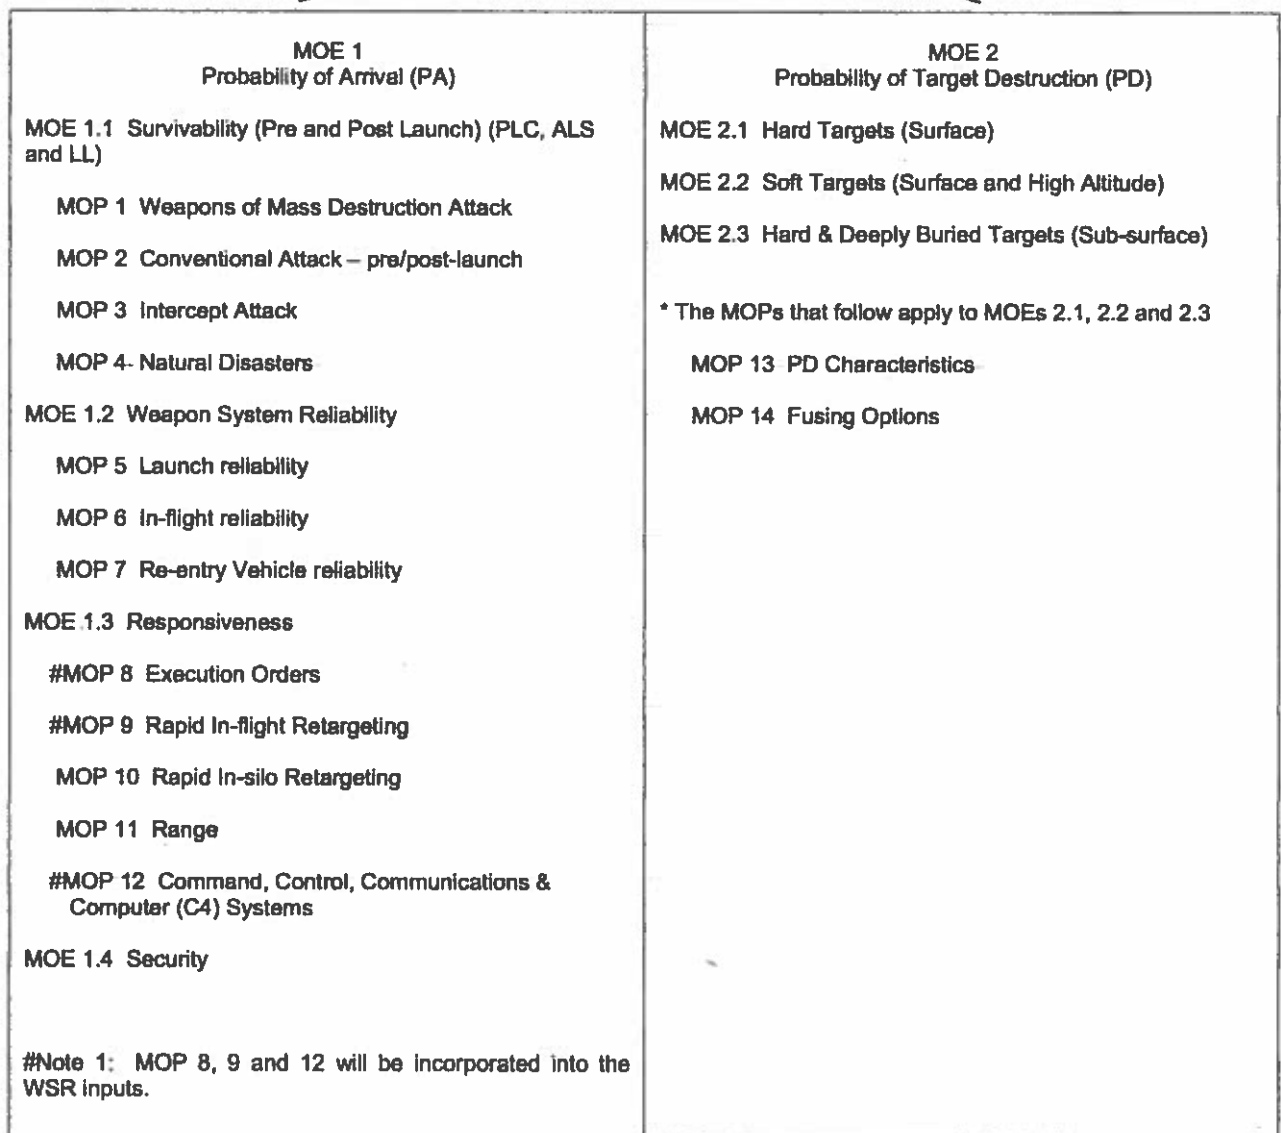 MOE 1
Probability of Arrival (PA)
MOE 1.1 Survivability (Pre and Post Launch) (PLC, ALS
and LL)
MOP 1 Weapons of Mass Destruction Attack
MOP 2 Conventional Attack – pre/post-launch
MOP 3 Intercept Attack
MOP 4- Natural Disasters
MOE 1.2 Weapon System Reliability
MOP 5 Launch reliability
MOP 6 In-flight reliability
MOP 7 Re-entry Vehicle reliability
MOE 1.3 Responsiveness
#MOP 8 Execution Orders
#MOP 9 Rapid In-flight Retargeting
MOP 10 Rapid In-silo Retargeting
MOP 11 Range
#MOP 12 Command, Control, Communications &
Computer (C4) Systems
MOE 1.4 Security
#Note 1: MOP 8, 9 and 12 will be incorporated into the
WSR inputs.
MOE 2
Probability of Target Destruction (PD)
MOE 2.1 Hard Targets (Surface)
MOE 2.2 Soft Targets (Surface and High Altitude)
MOE 2.3 Hard & Deeply Buried Targets (Sub-surface)
* The MOPs that follow apply to MOEs 2.1, 2.2 and 2.3
MOP 13 PD Characteristics
MOP 14 Fusing Options